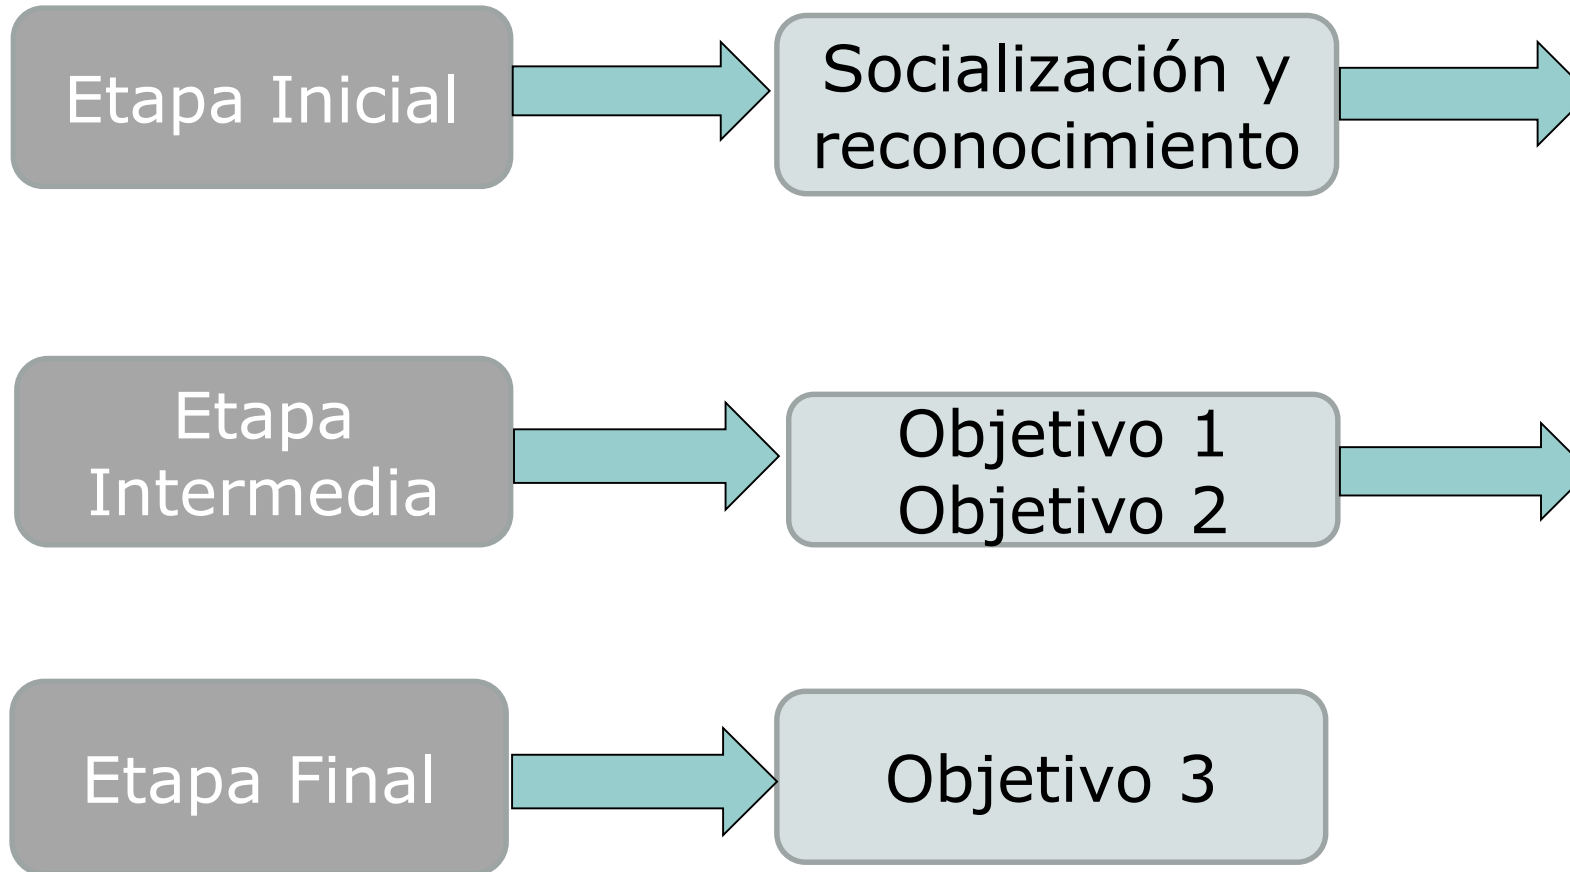 Etapa Inicial
Socialización y
reconocimiento
Etapa
Intermedia
Objetivo 1
Objetivo 2
Etapa Final
Objetivo 3